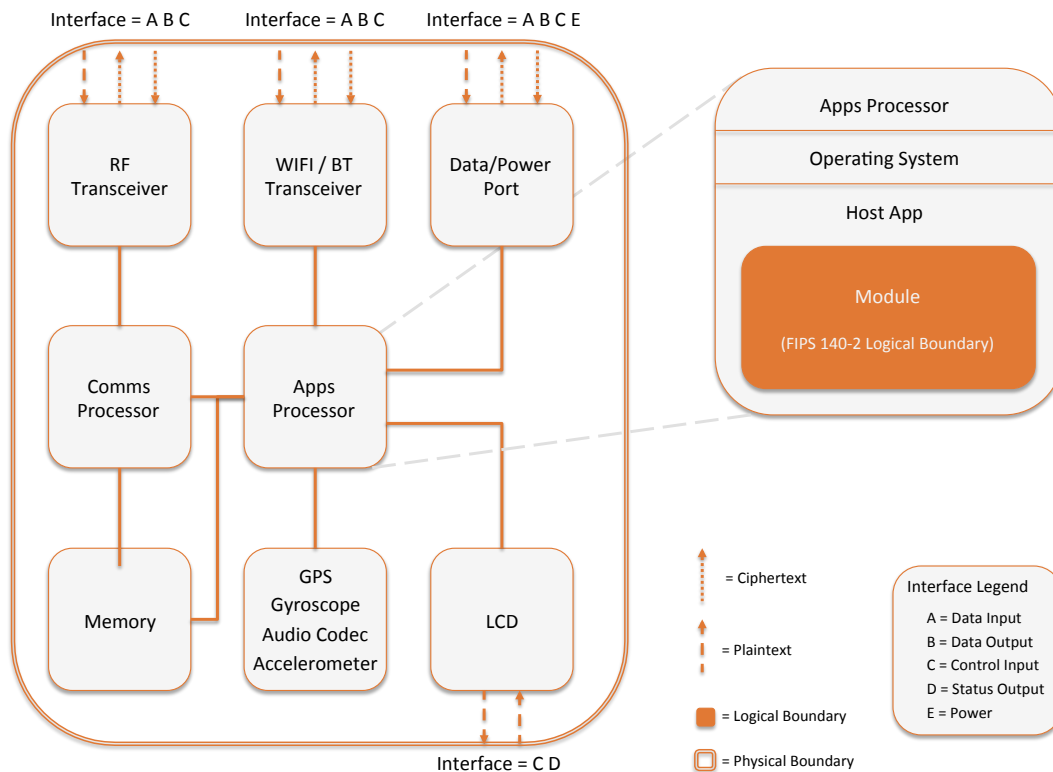 Interface = A B C
Interface = A B C
Interface = A B C E
RF
Transceiver
WIFI / BT
Transceiver
Data/Power
Port
Comms
Processor
Apps
Processor
Memory
GPS
Gyroscope
Audio Codec
Accelerometer
LCD
Interface = C D
Apps Processor
Operating System
Host App
Module
(FIPS 140-2 Logical Boundary)
= Ciphertext
= Plaintext
= Logical Boundary
= Physical Boundary
Interface Legend
A = Data Input
B = Data Output
C = Control Input
D = Status Output
E = Power